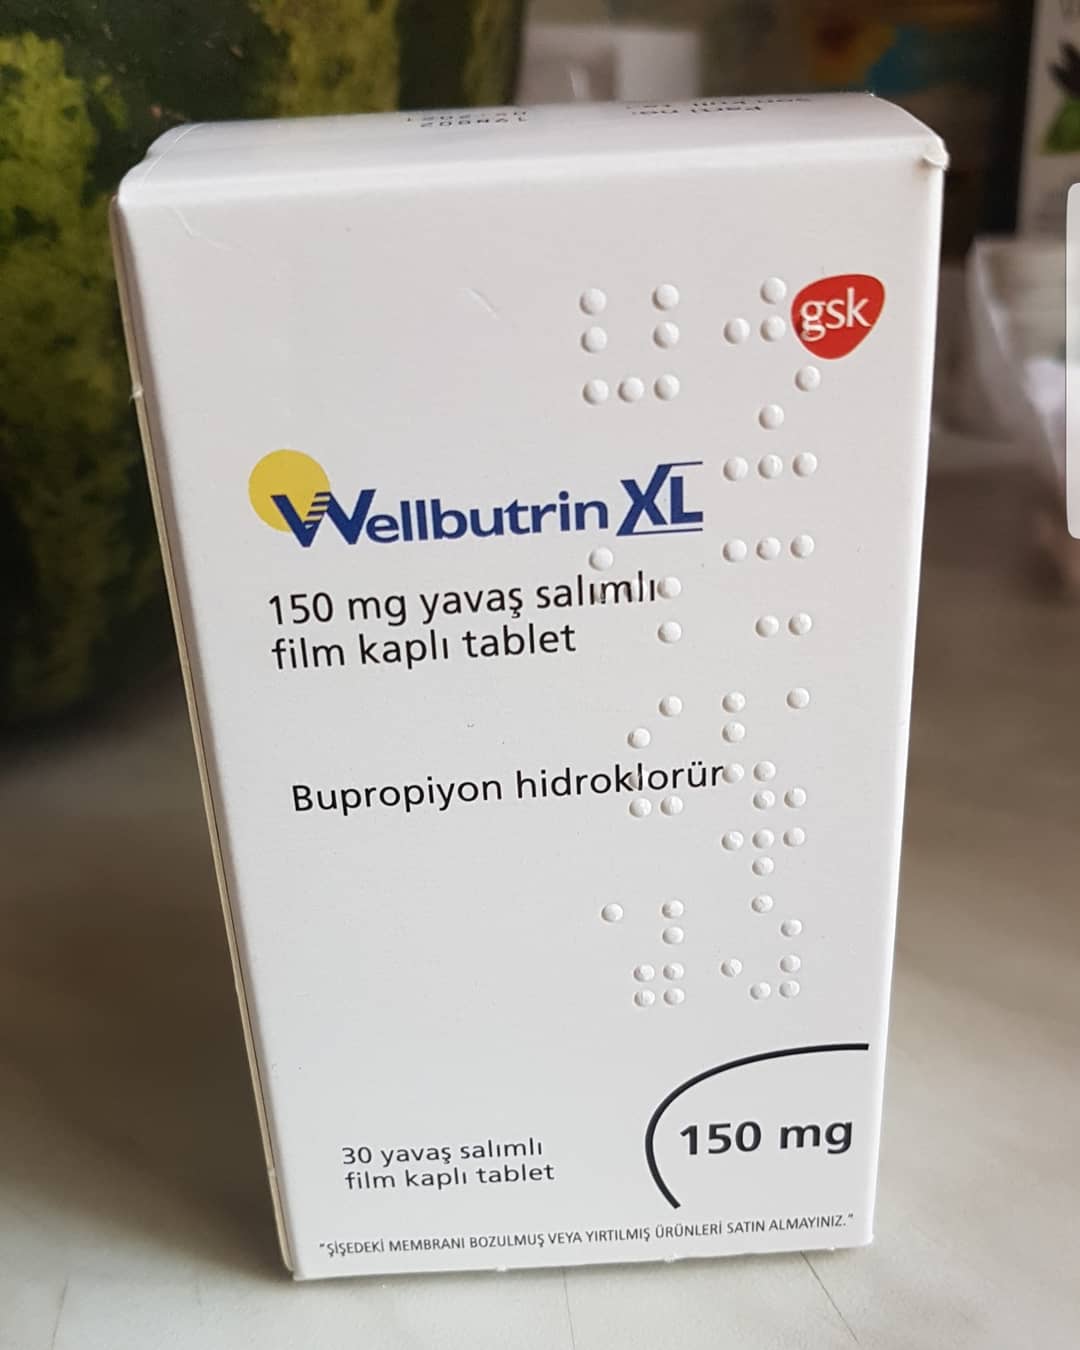 gsk
Wellbutrin XL
150 mg yavaş salımlı
film kaplı tablet
Bupropiyon hidroklorür
150 mg
30 yavaş salımlı
film kaplı tablet
"ŞİŞEDEKİ MEMBRANI BOZULMUŞ VEYA YIRTILMIŞ ÜRÜNLERİ SATIN ALMAYINIZ."